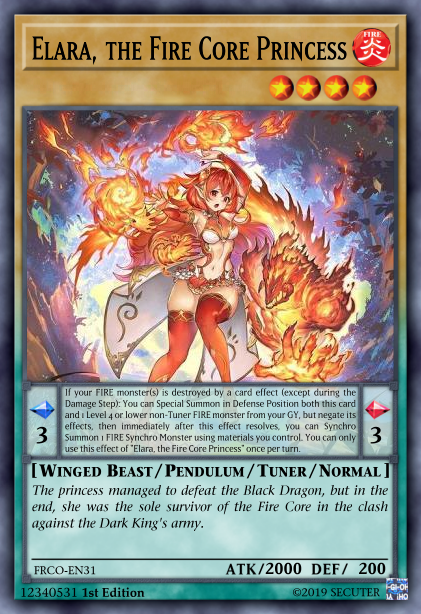 Elara, the Fire Core Princess
FIRE
炎
If your FIRE monster(s) is destroyed by a card effect (except during the
Damage Step): You can Special Summon in Defense Position both this card
and 1 Level 4 or lower non-Tuner FIRE monster from your GY, but negate its
effects, then immediately after this effect resolves, you can Synchro
Summon 1 FIRE Synchro Monster using materials you control. You can only
use this effect of "Elara, the Fire Core Princess" once per turn.
3
3
[Winged Beast/Pendulum/Tuner/Normal]
The princess managed to defeat the Black Dragon, but in the
end, she was the sole survivor of the Fire Core in the clash
against the Dark King's army.
FRCO-EN31
ATK/2000 DEF/ 200
12340531 1st Edition
©2019 SECUTER